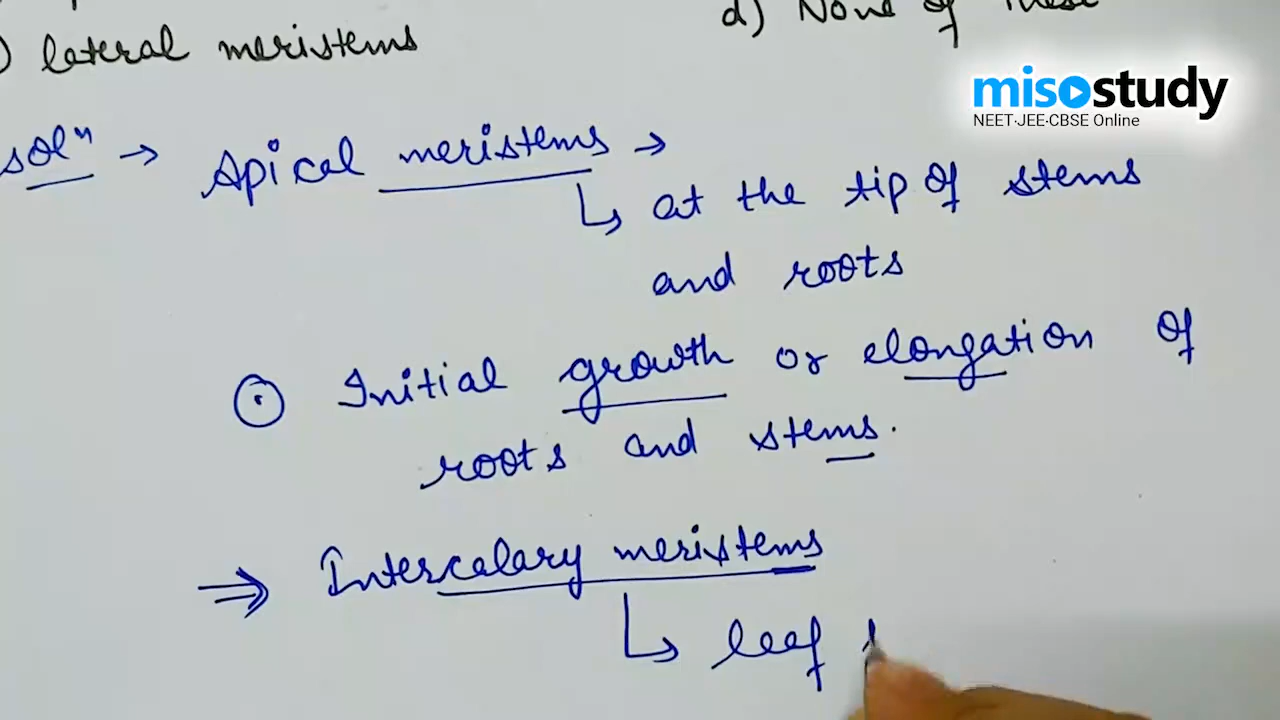 d) None of these
) lateral meristems
misostudy
NEET·JEE·CBSE Online
solⁿ → Apical meristems →
↳ at the tip of stems
and roots
⊙ Initial growth or elongation of
roots and stems.
⇒ Intercalary meristems
↳ leaf